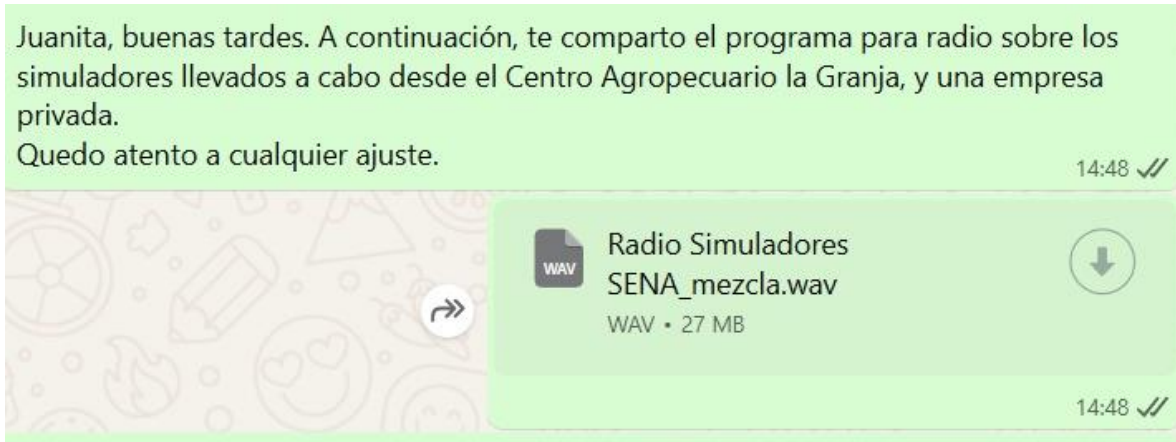 Juanita, buenas tardes. A continuación, te comparto el programa para radio sobre los
simuladores llevados a cabo desde el Centro Agropecuario la Granja, y una empresa
privada.
Quedo atento a cualquier ajuste.
14:48
Radio Simuladores
WAV
SENA_mezcla.wav
WAV • 27 MB
14:48